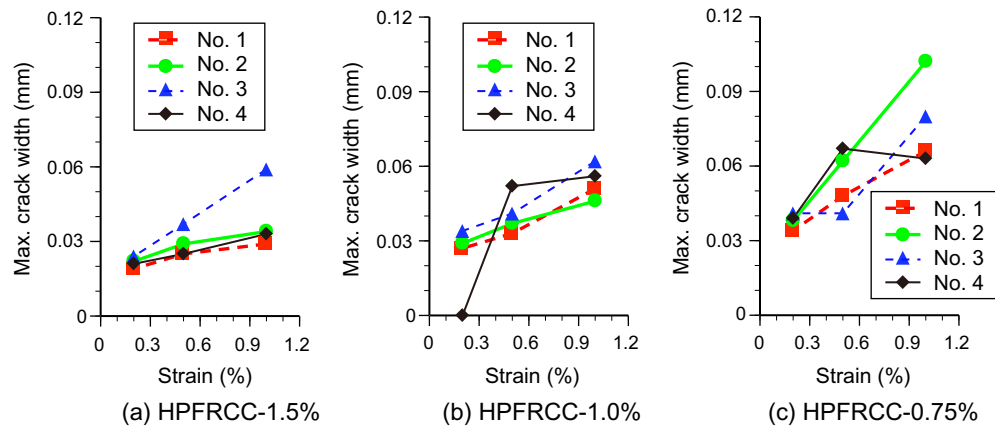 0.12
0.09
0.06
0.03
0
Max. crack width (mm)
No. 1
No. 2
No. 3
No. 4
0 0.3 0.6 0.9 1.2
Strain (%)
(a) HPFRCC-1.5%
0.12
0.09
0.06
0.03
0
Max. crack width (mm)
No. 1
No. 2
No. 3
No. 4
0 0.3 0.6 0.9 1.2
Strain (%)
(b) HPFRCC-1.0%
0.12
0.09
0.06
0.03
0
Max. crack width (mm)
No. 1
No. 2
No. 3
No. 4
0 0.3 0.6 0.9 1.2
Strain (%)
(c) HPFRCC-0.75%